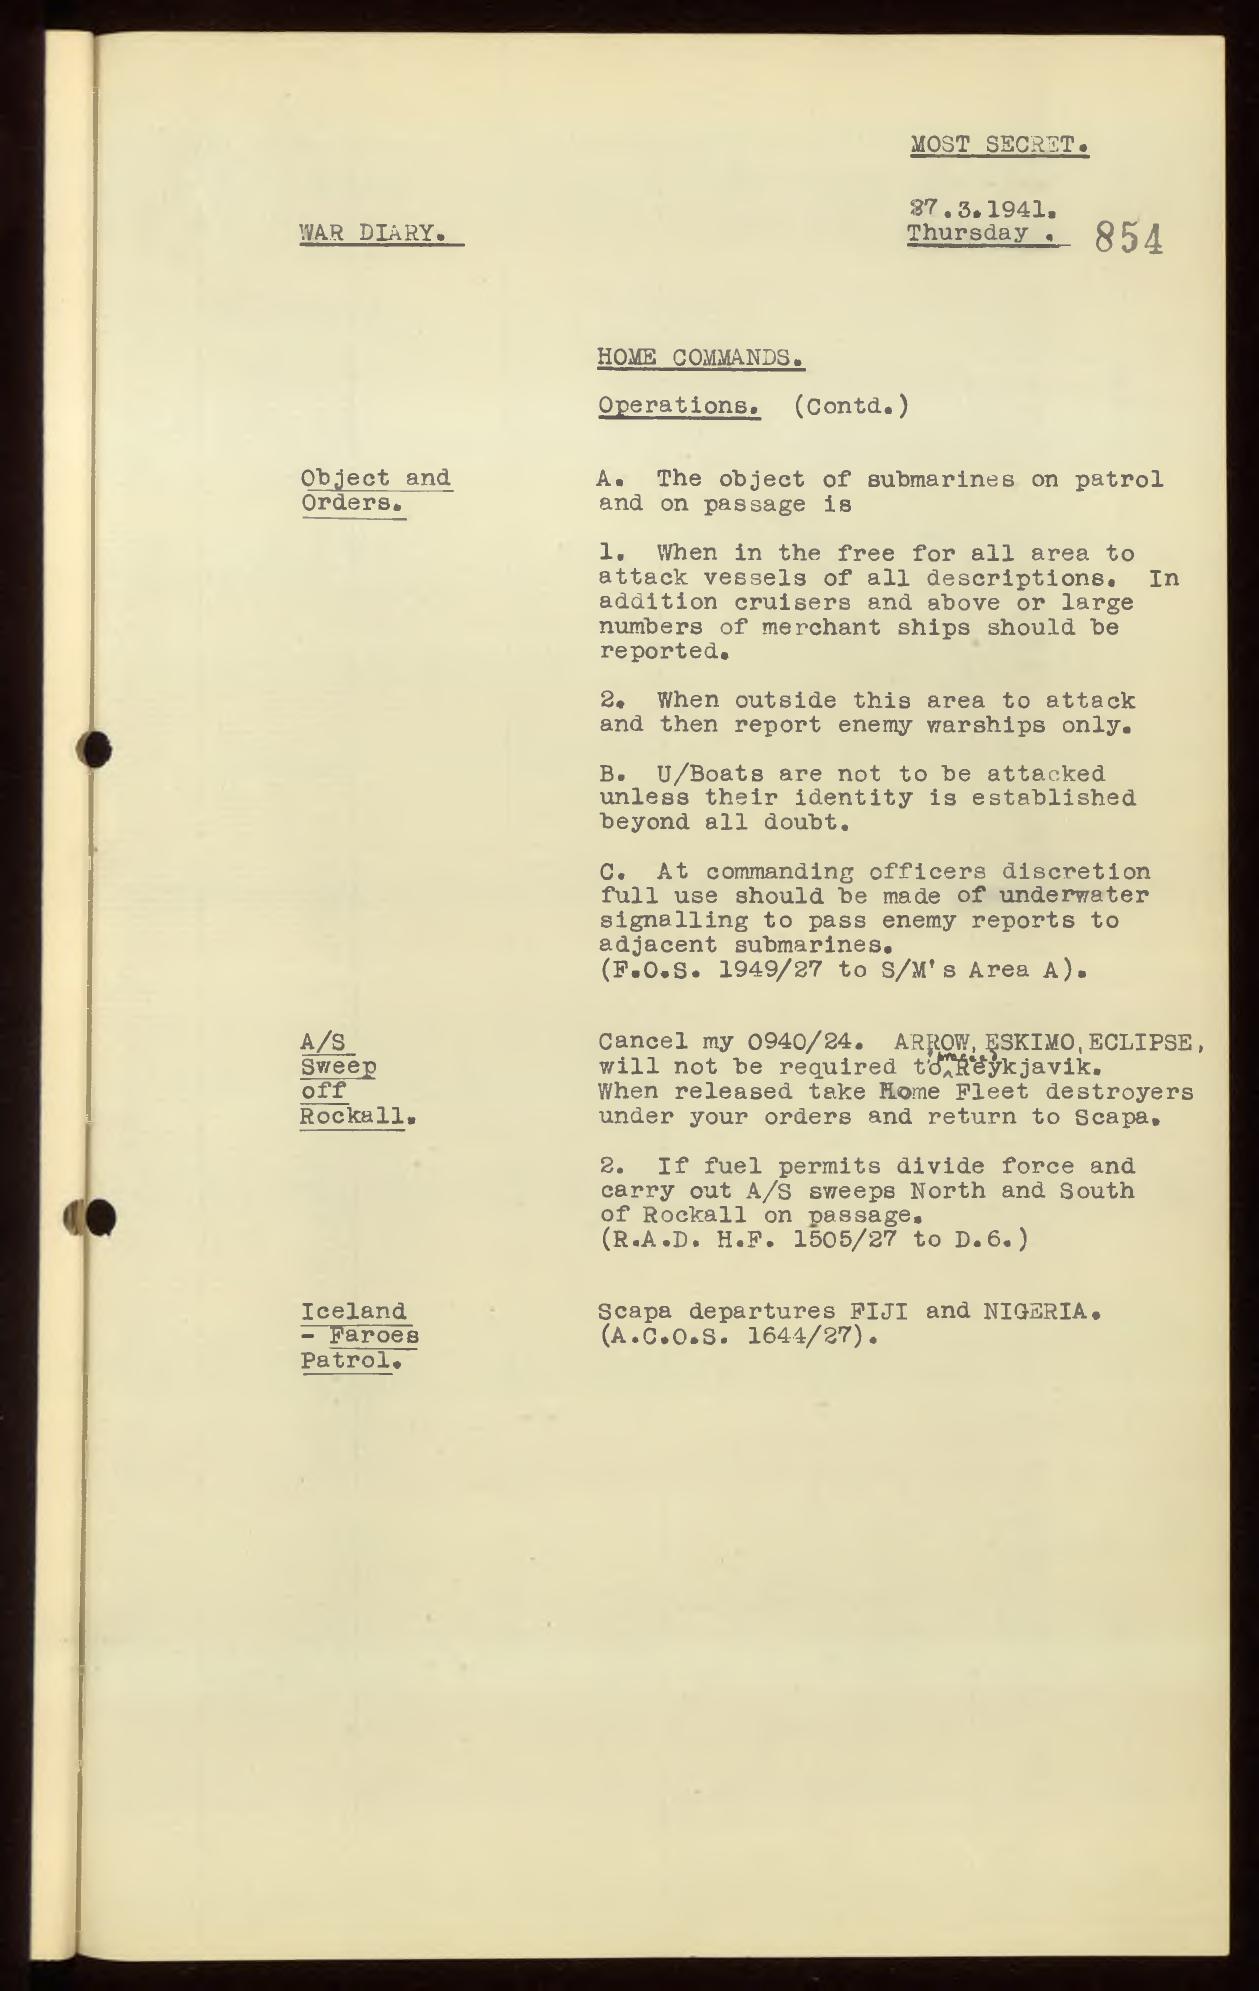 MOST SECRET.
27.3.1941.
WAR DIARY.
Thursday . 854
HOME COMMANDS.
Operations. (Contd.)
Object and
Orders.
A. The object of submarines on patrol
and on passage is
1. When in the free for all area to
attack vessels of all descriptions. In
addition cruisers and above or large
numbers of merchant ships should be
reported.
2. When outside this area to attack
and then report enemy warships only.
B. U/Boats are not to be attacked
unless their identity is established
beyond all doubt.
C. At commanding officers discretion
full use should be made of underwater
signalling to pass enemy reports to
adjacent submarines.
(F.O.S. 1949/27 to S/M's Area A).
A/S
Sweep
off
Rockall.
Cancel my 0940/24. ARROW, ESKIMO, ECLIPSE,
will not be required to proceed Reykjavik.
When released take Home Fleet destroyers
under your orders and return to Scapa.
2. If fuel permits divide force and
carry out A/S sweeps North and South
of Rockall on passage.
(R.A.D. H.F. 1505/27 to D.6.)
Iceland
- Faroes
Patrol.
Scapa departures FIJI and NIGERIA.
(A.C.O.S. 1644/27).